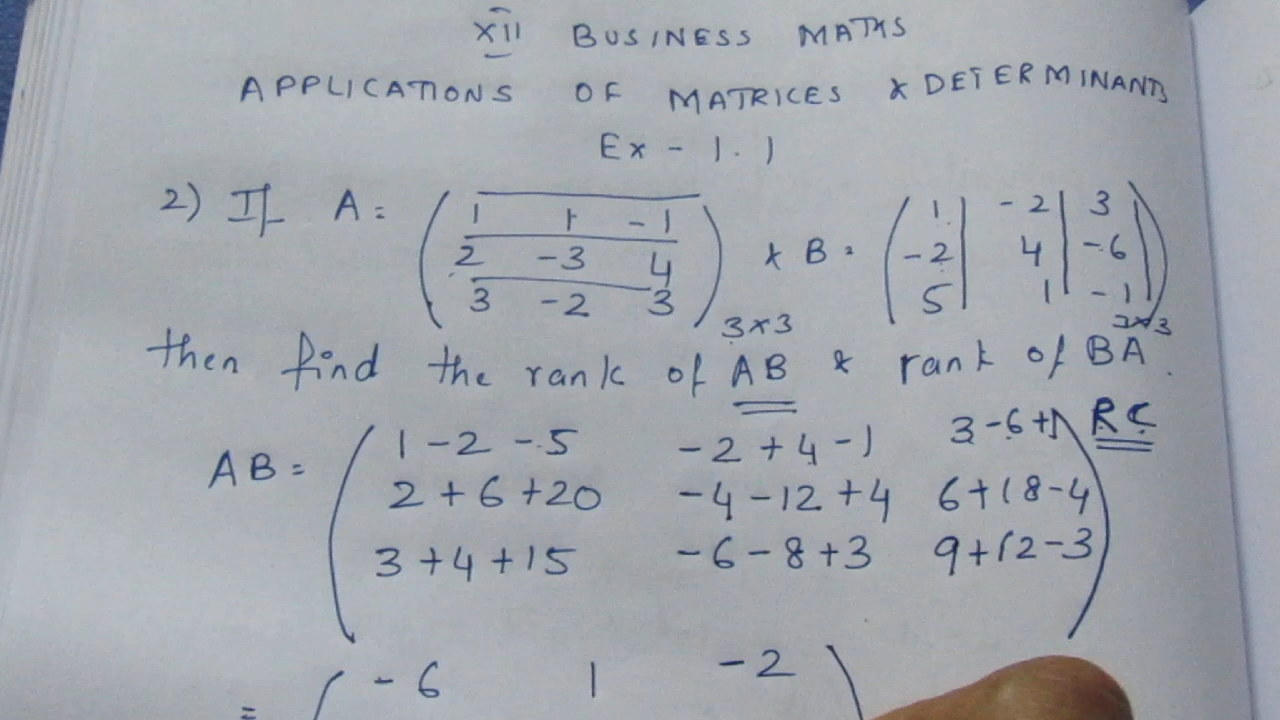 XII BUSINESS MATHS
APPLICATIONS OF MATRICES & DETERMINANTS
Ex - 1.1
2) If A = ( 1 1 -1
2 -3 4
3 -2 3 ) 3x3 & B = ( 1 -2 3
-2 4 -6
5 1 -1 ) 3x3
then find the rank of AB & rank of BA.
RC
AB = ( 1-2-5 -2+4-1 3-6+1
2+6+20 -4-12+4 6+18-4
3+4+15 -6-8+3 9+12-3 )
= ( -6 1 -2 )